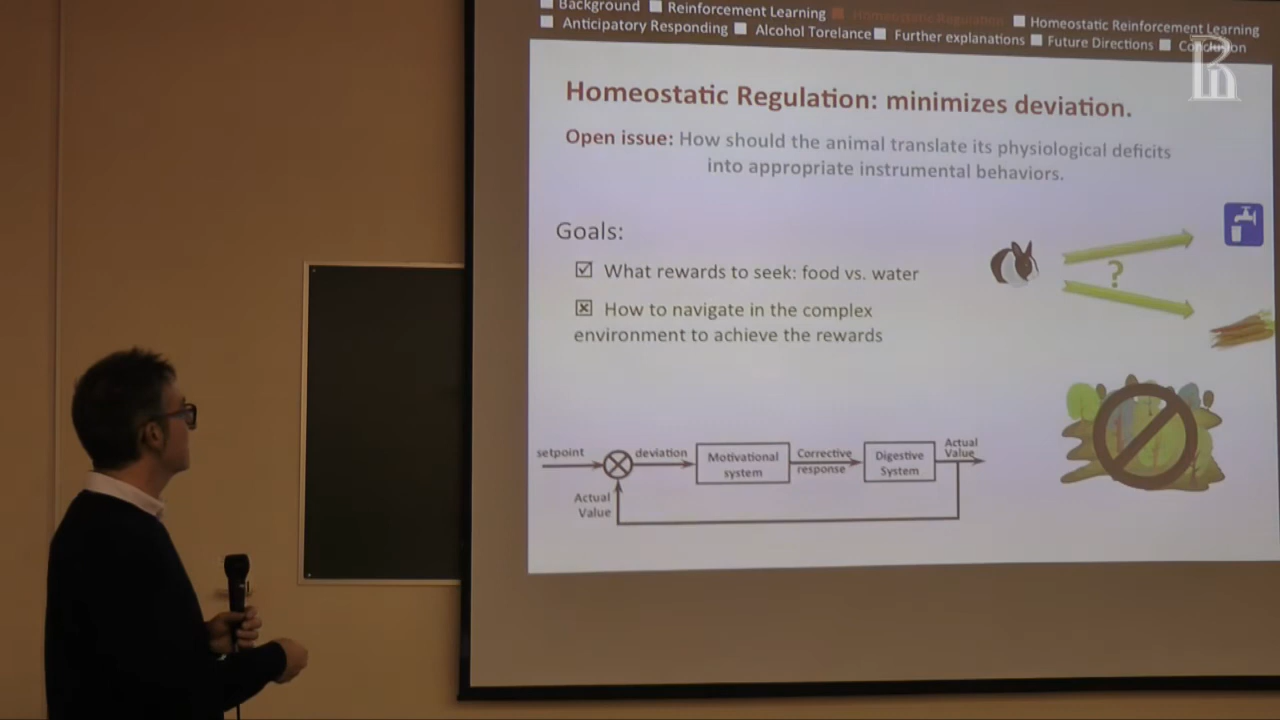 Background Reinforcement Learning Homeostatic Regulation Homeostatic Reinforcement Learning
Anticipatory Responding Alcohol Torelance Further explanations Future Directions Conclusion
Homeostatic Regulation: minimizes deviation.
Open issue: How should the animal translate its physiological deficits
into appropriate instrumental behaviors.
Goals:
What rewards to seek: food vs. water
How to navigate in the complex
environment to achieve the rewards
?
setpoint
deviation
Motivational
system
Corrective
response
Digestive
System
Actual
Value
Actual
Value